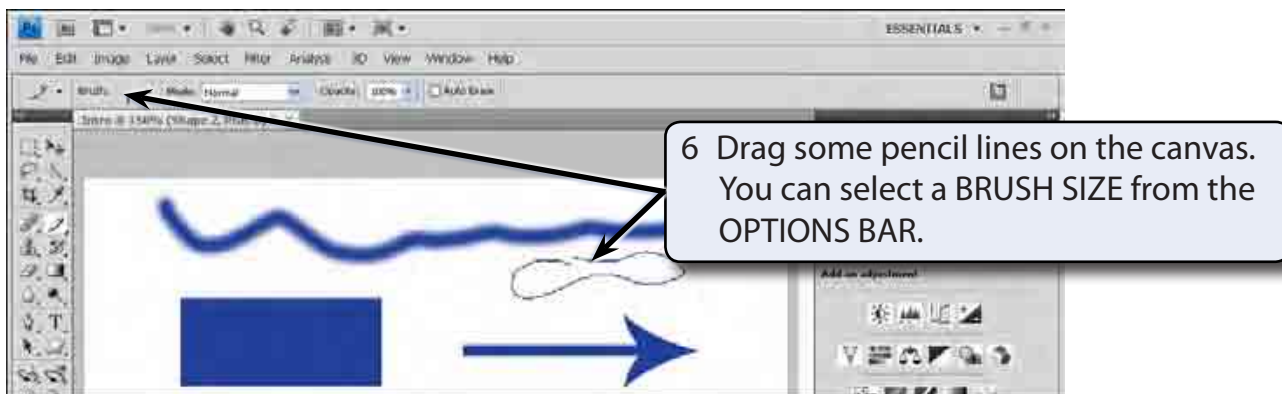 Ps Br
ESSENTIALS
File Edit Image Layer Select Filter Analysis 3D View Window Help
Brush: Mode: Normal Opacity: 100% Auto Erase
6 Drag some pencil lines on the canvas.
You can select a BRUSH SIZE from the
OPTIONS BAR.
Add an adjustment